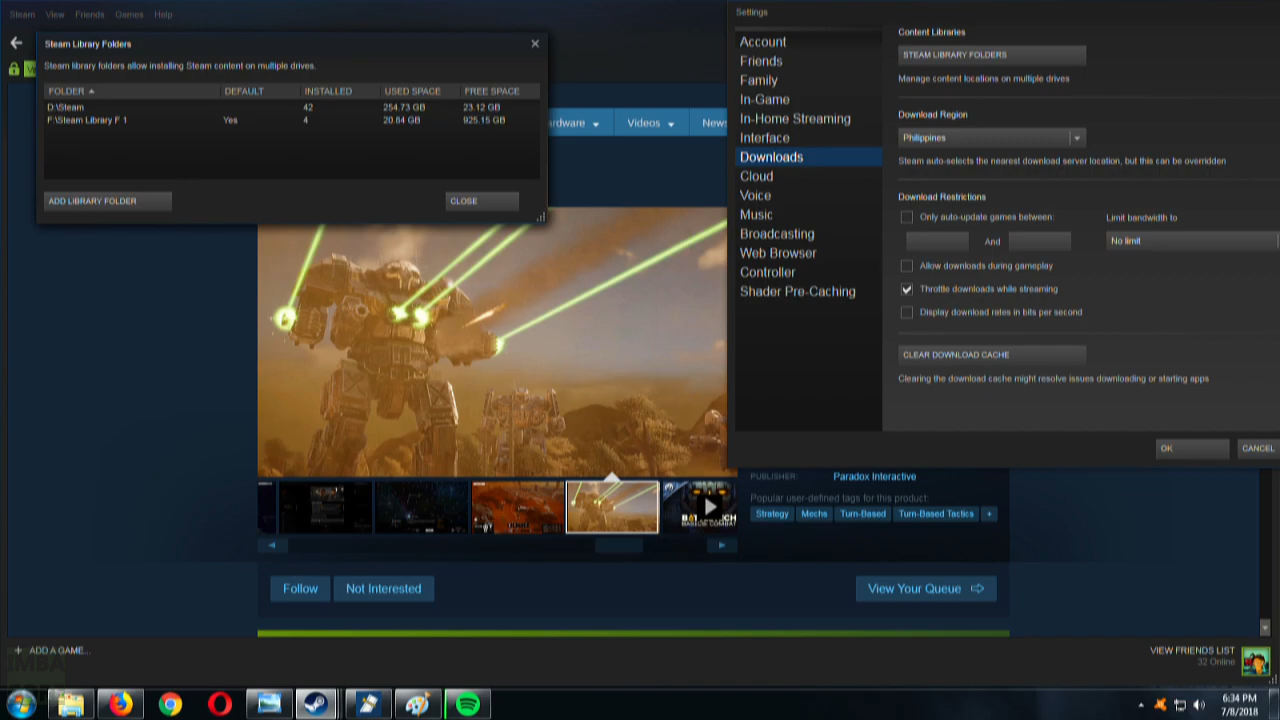 Steam View Friends Games Help
Steam Library Folders
Steam library folders allow installing Steam content on multiple drives.
FOLDER DEFAULT INSTALLED USED SPACE FREE SPACE
D:\Steam 42 254.73 GB 23.12 GB
F:\Steam Library F 1 Yes 4 20.64 GB 925.15 GB
ADD LIBRARY FOLDER CLOSE
ardware Videos News
Settings
Account
Friends
Family
In-Game
In-Home Streaming
Interface
Downloads
Cloud
Voice
Music
Broadcasting
Web Browser
Controller
Shader Pre-Caching
Content Libraries
STEAM LIBRARY FOLDERS
Manage content locations on multiple drives
Download Region
Philippines
Steam auto-selects the nearest download server location, but this can be overridden
Download Restrictions
Only auto-update games between: Limit bandwidth to
And No limit
Allow downloads during gameplay
Throttle downloads while streaming
Display download rates in bits per second
CLEAR DOWNLOAD CACHE
Clearing the download cache might resolve issues downloading or starting apps
OK CANCEL
PUBLISHER: Paradox Interactive
Popular user-defined tags for this product:
Strategy Mechs Turn-Based Turn-Based Tactics +
Follow Not Interested View Your Queue
+ ADD A GAME...
VIEW FRIENDS LIST
32 Online
6:34 PM
7/8/2018